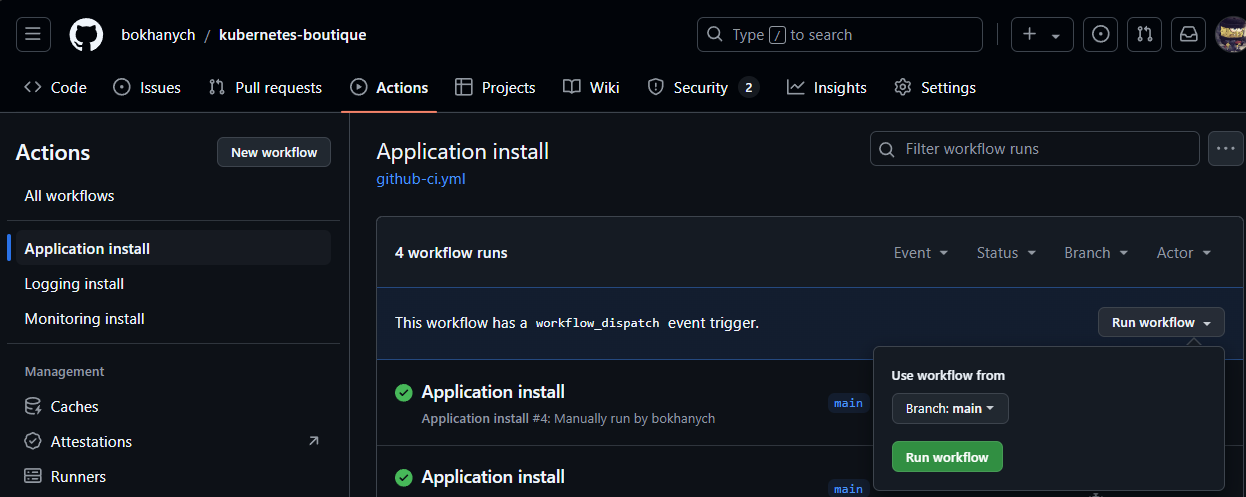 bokhanych / kubernetes-boutique
Type / to search
Code
Issues
Pull requests
Actions
Projects
Wiki
Security 2
Insights
Settings
Actions
New workflow
All workflows
Application install
Logging install
Monitoring install
Management
Caches
Attestations
Runners
Application install
github-ci.yml
Filter workflow runs
4 workflow runs
Event
Status
Branch
Actor
This workflow has a workflow_dispatch event trigger.
Run workflow
Use workflow from
Branch: main
Run workflow
Application install
main
Application install #4: Manually run by bokhanych
Application install
main